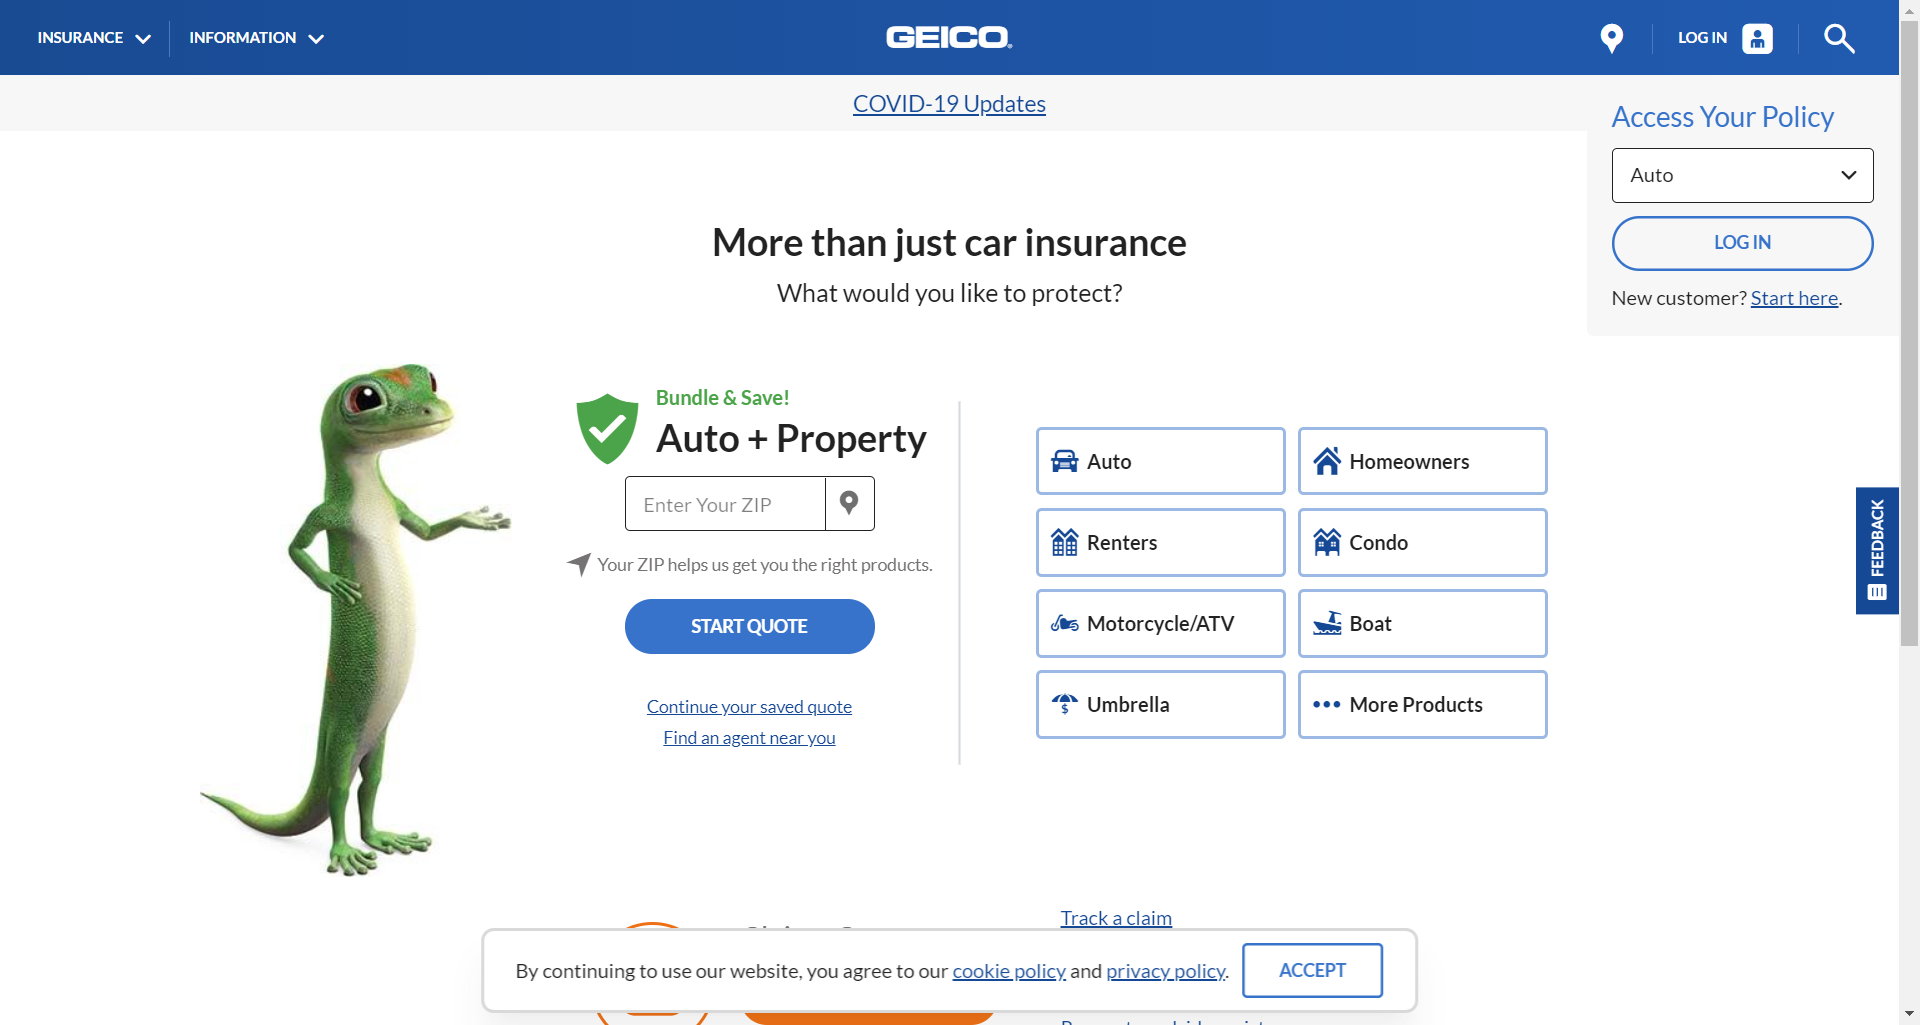 INSURANCE
INFORMATION
GEICO
LOG IN
COVID-19 Updates
Access Your Policy
Auto
LOG IN
New customer? Start here.
More than just car insurance
What would you like to protect?
Bundle & Save!
Auto + Property
Enter Your ZIP
Your ZIP helps us get you the right products.
START QUOTE
Continue your saved quote
Find an agent near you
Auto
Homeowners
Renters
Condo
Motorcycle/ATV
Boat
Umbrella
More Products
FEEDBACK
Track a claim
By continuing to use our website, you agree to our cookie policy and privacy policy.
ACCEPT